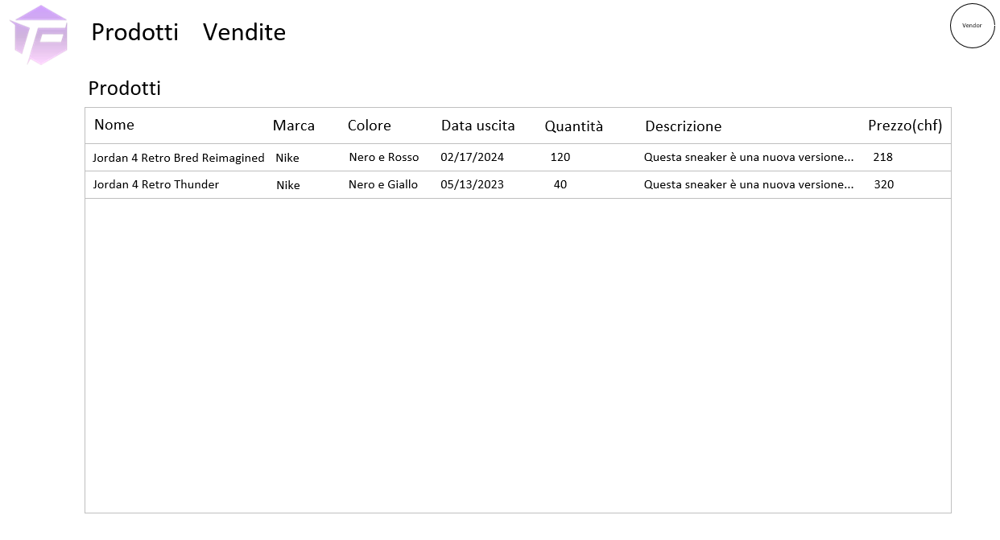 Prodotti Vendite Vendor
Prodotti
Nome Marca Colore Data uscita Quantità Descrizione Prezzo(chf)
Jordan 4 Retro Bred Reimagined Nike Nero e Rosso 02/17/2024 120 Questa sneaker è una nuova versione... 218
Jordan 4 Retro Thunder Nike Nero e Giallo 05/13/2023 40 Questa sneaker è una nuova versione... 320